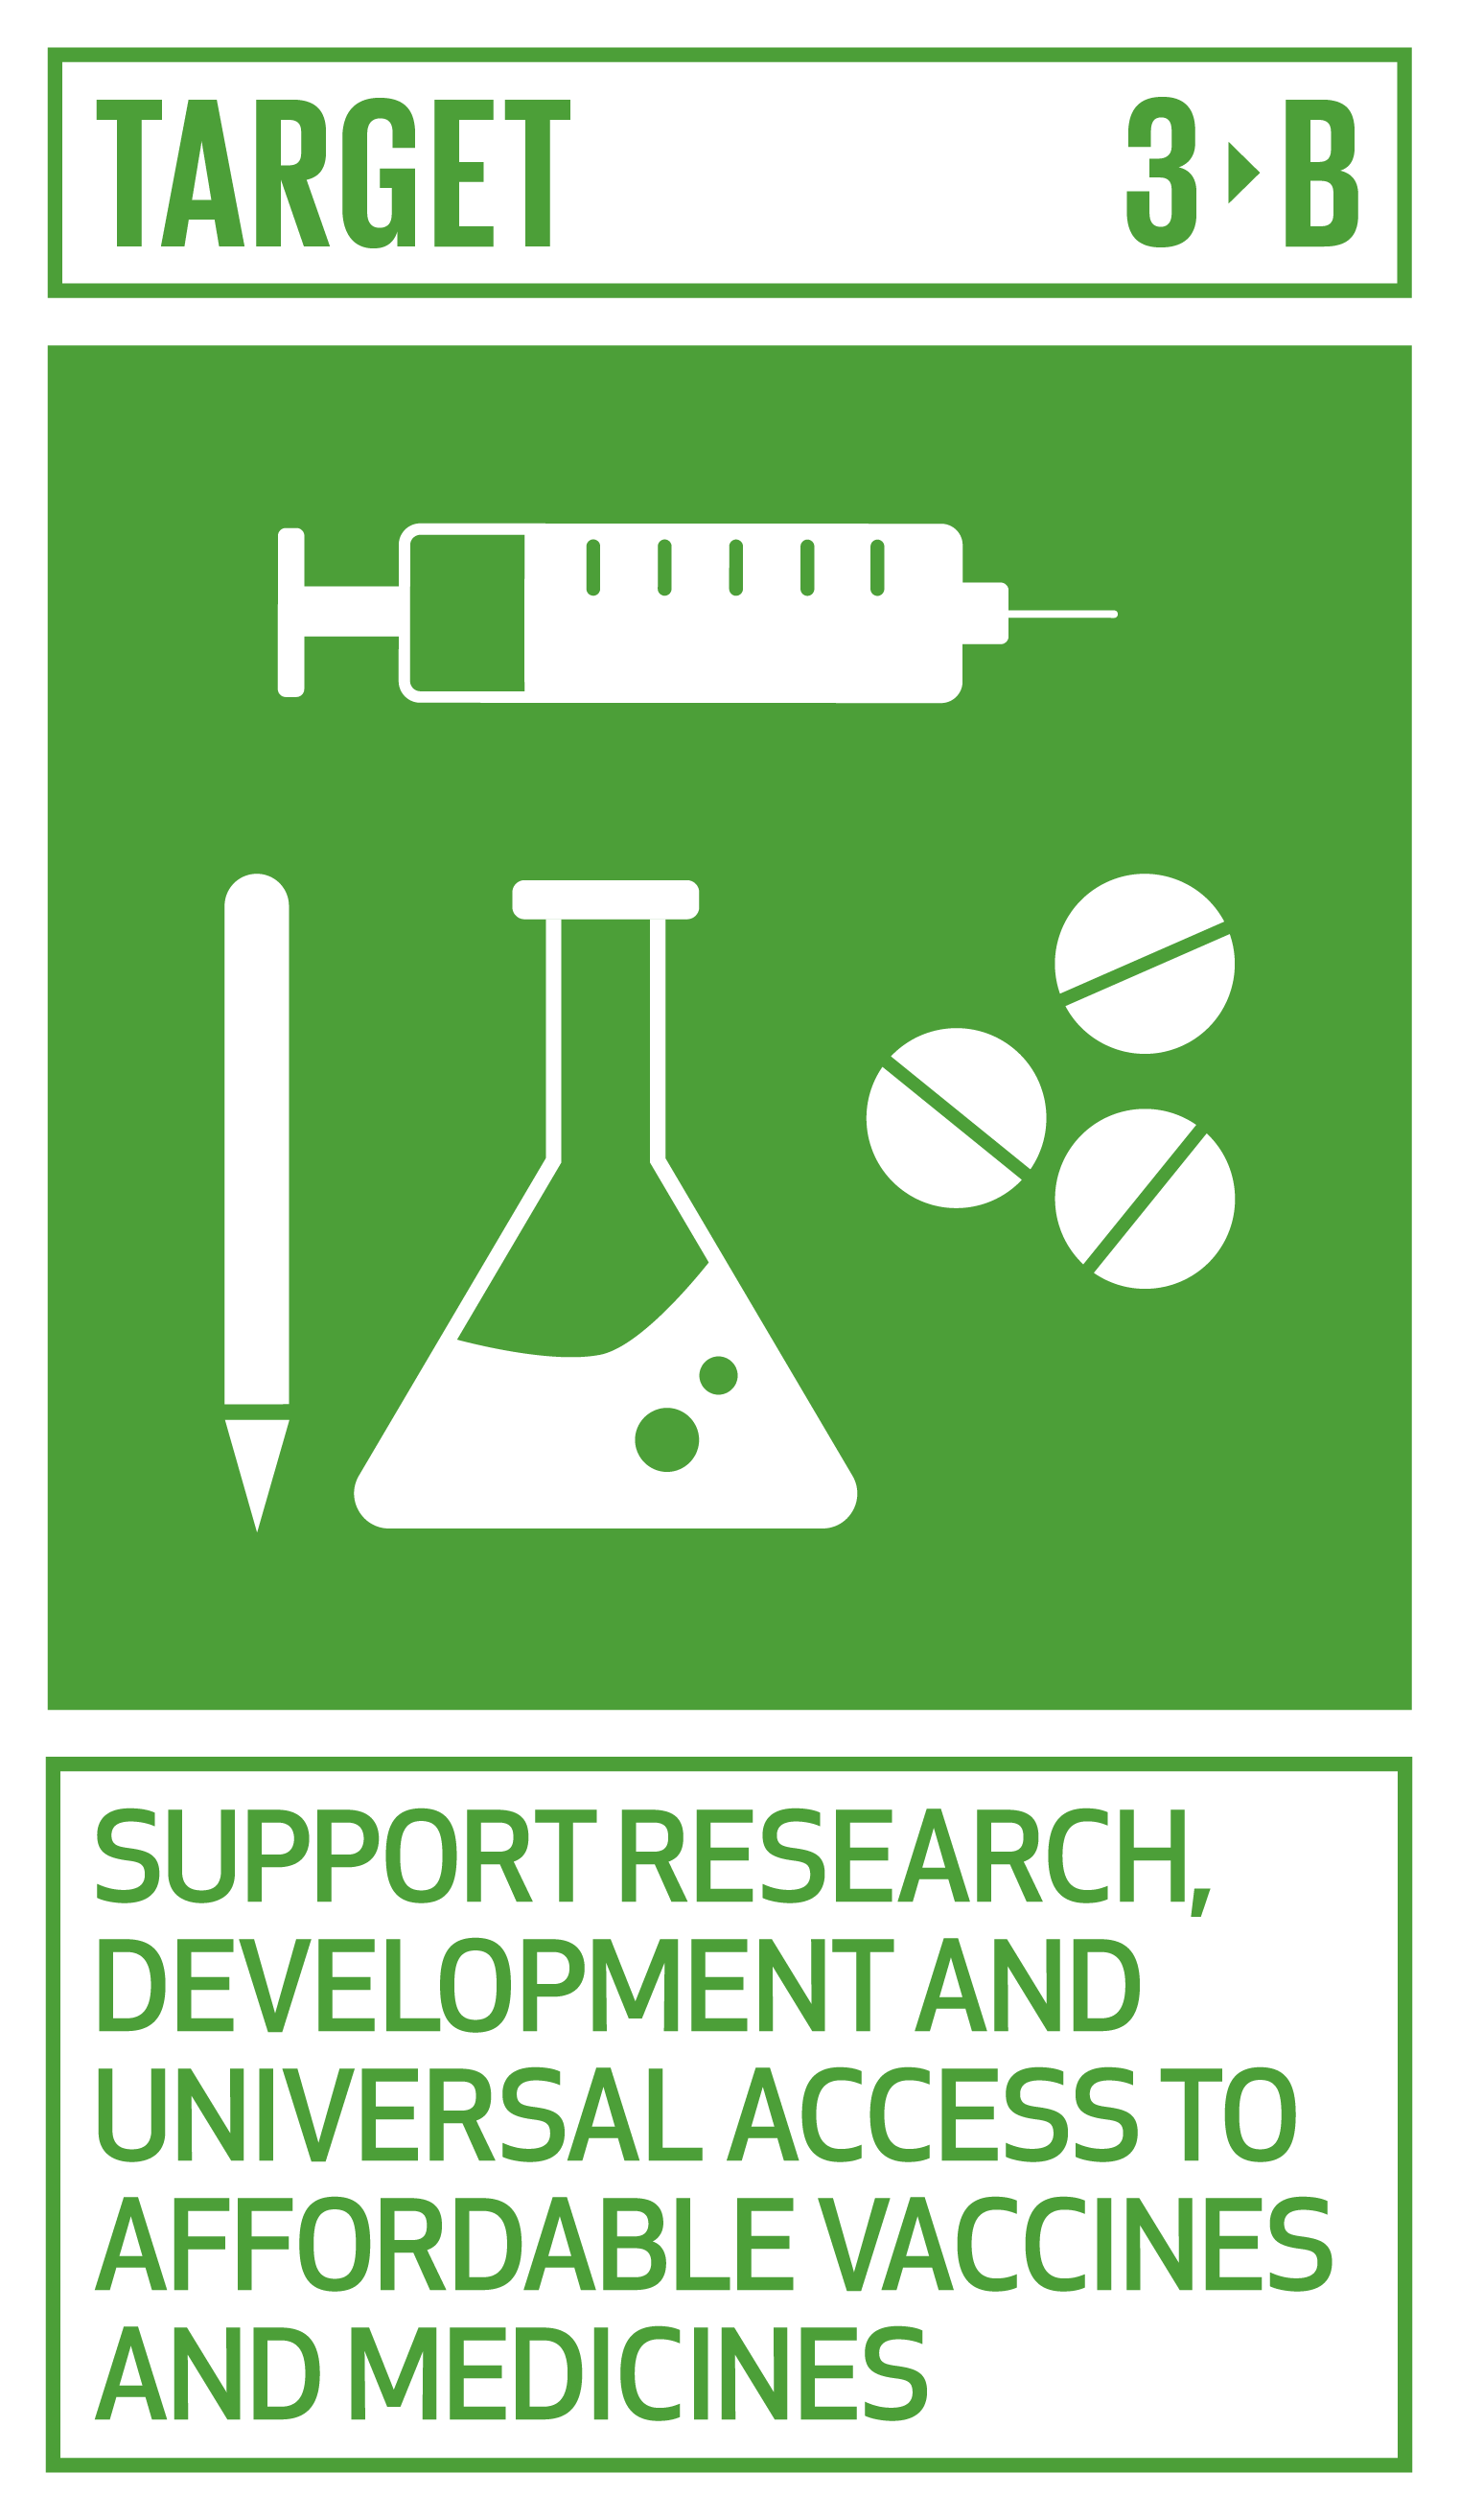 TARGET 3▸B
SUPPORT RESEARCH,
DEVELOPMENT AND
UNIVERSAL ACCESS TO
AFFORDABLE VACCINES
AND MEDICINES